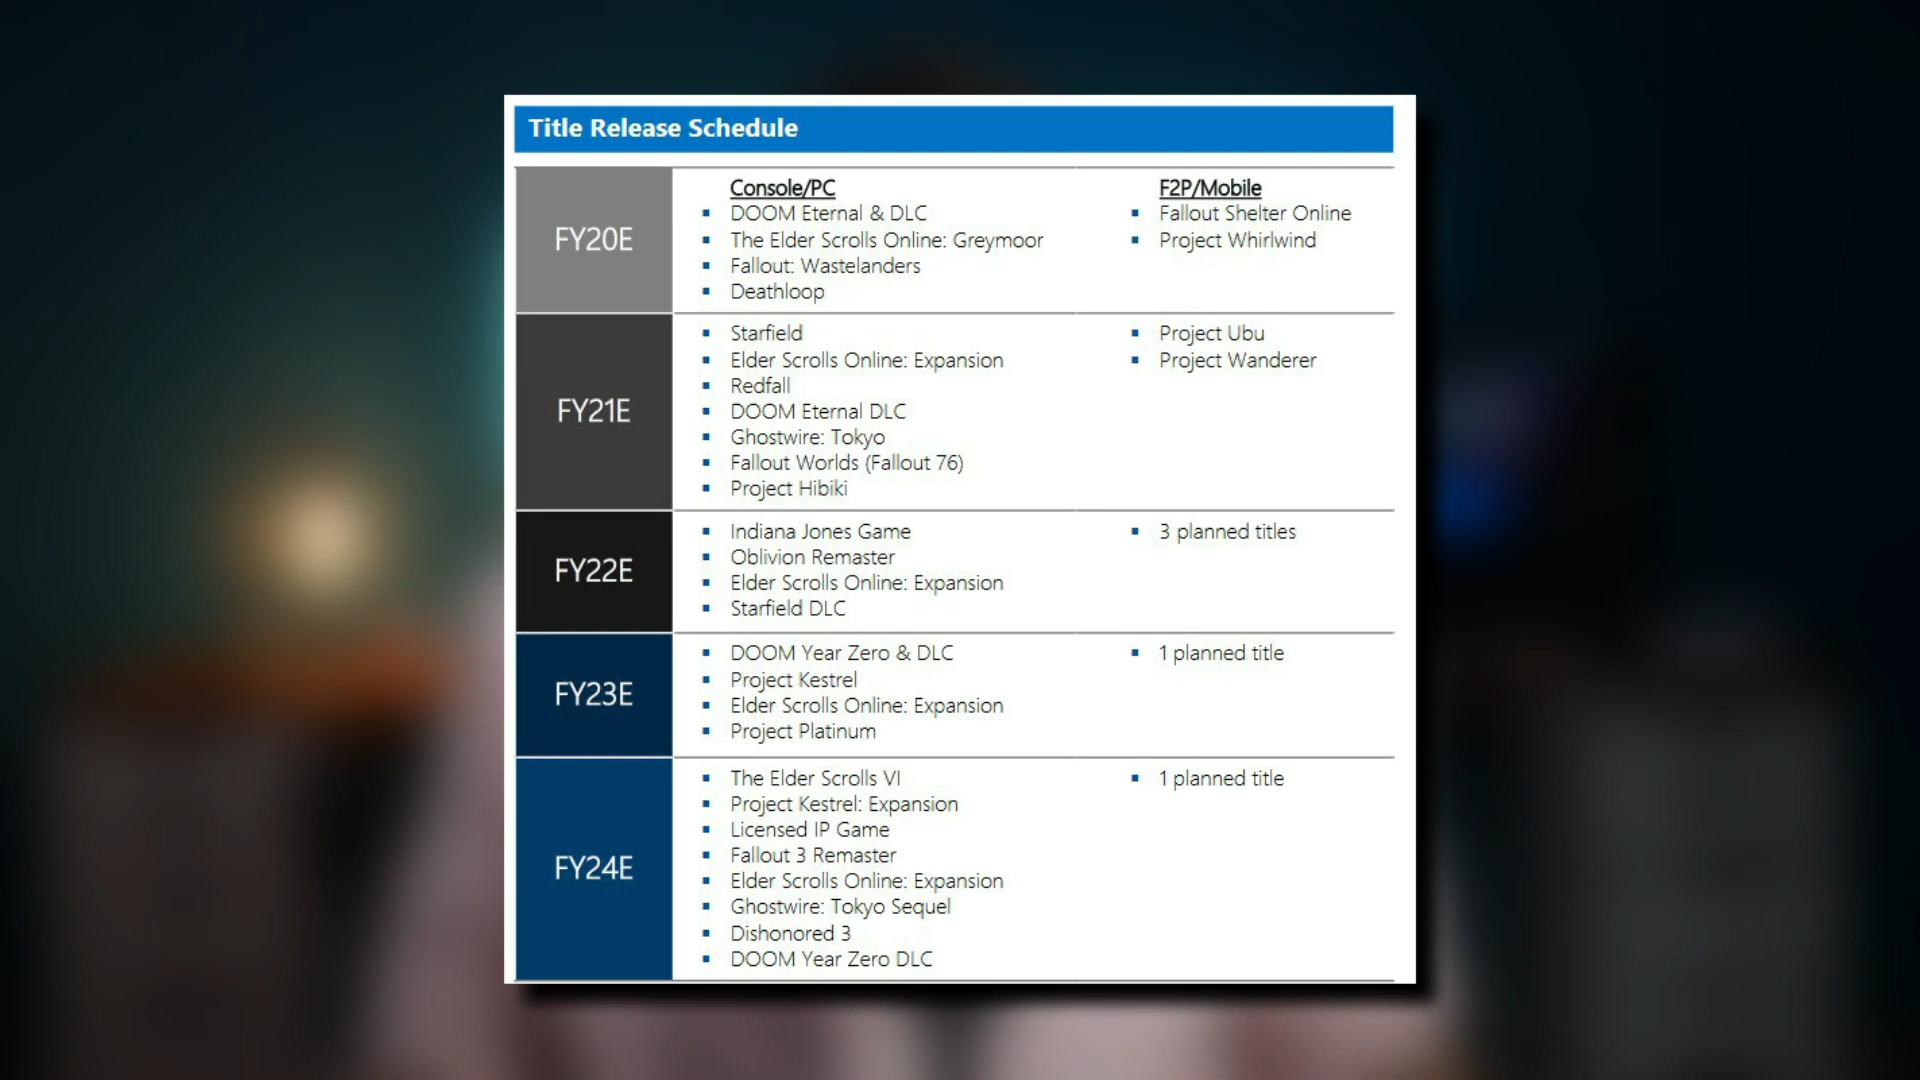 Title Release Schedule
FY20E
Console/PC
▪ DOOM Eternal & DLC
▪ The Elder Scrolls Online: Greymoor
▪ Fallout: Wastelanders
▪ Deathloop
F2P/Mobile
▪ Fallout Shelter Online
▪ Project Whirlwind
FY21E
▪ Starfield
▪ Elder Scrolls Online: Expansion
▪ Redfall
▪ DOOM Eternal DLC
▪ Ghostwire: Tokyo
▪ Fallout Worlds (Fallout 76)
▪ Project Hibiki
▪ Project Ubu
▪ Project Wanderer
FY22E
▪ Indiana Jones Game
▪ Oblivion Remaster
▪ Elder Scrolls Online: Expansion
▪ Starfield DLC
▪ 3 planned titles
FY23E
▪ DOOM Year Zero & DLC
▪ Project Kestrel
▪ Elder Scrolls Online: Expansion
▪ Project Platinum
▪ 1 planned title
FY24E
▪ The Elder Scrolls VI
▪ Project Kestrel: Expansion
▪ Licensed IP Game
▪ Fallout 3 Remaster
▪ Elder Scrolls Online: Expansion
▪ Ghostwire: Tokyo Sequel
▪ Dishonored 3
▪ DOOM Year Zero DLC
▪ 1 planned title